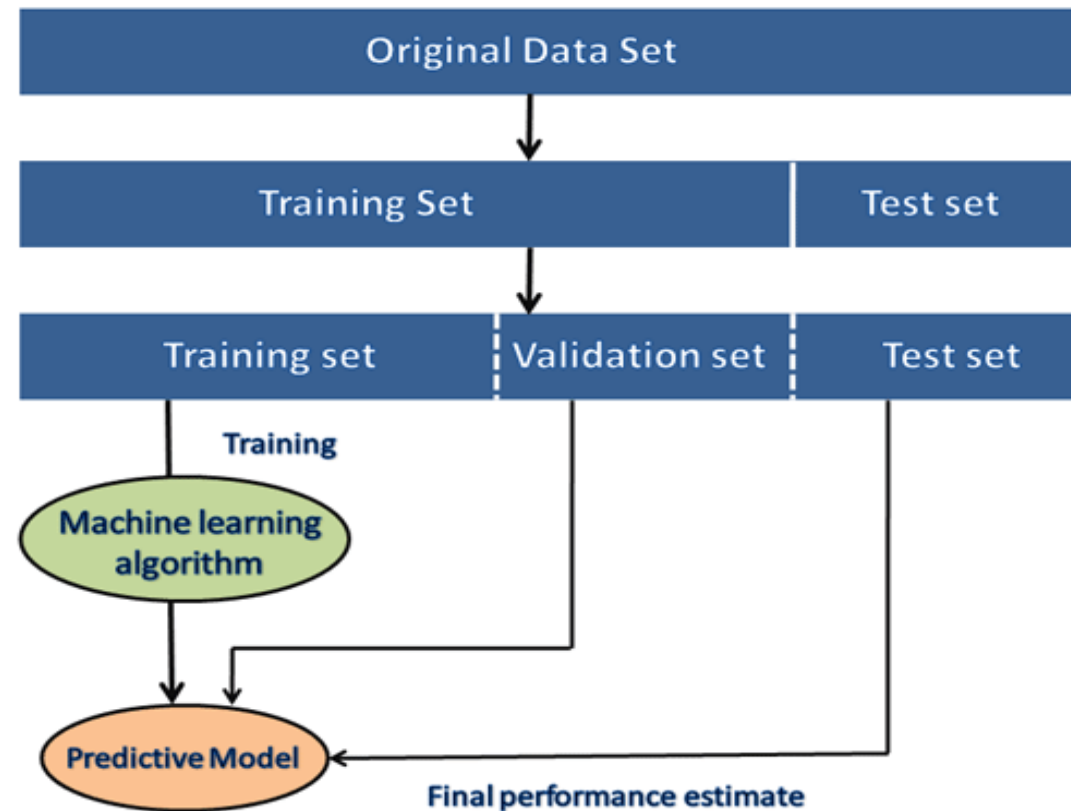 Original Data Set
Training Set
Test set
Training set
Validation set
Test set
Training
Machine learning
algorithm
Predictive Model
Final performance estimate